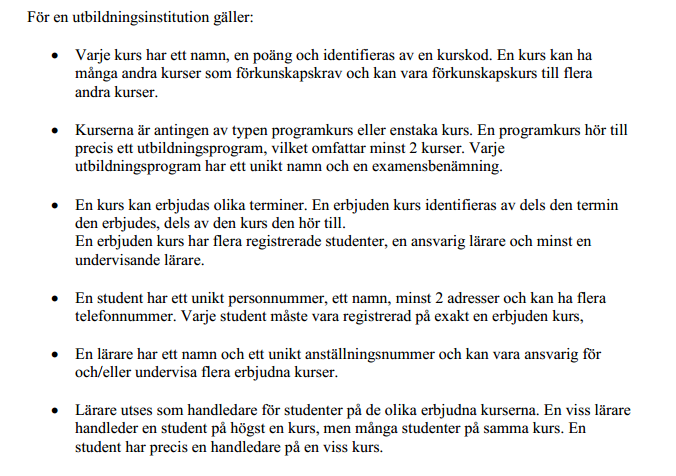 För en utbildningsinstitution gäller:
• Varje kurs har ett namn, en poäng och identifieras av en kurskod. En kurs kan ha
många andra kurser som förkunskapskrav och kan vara förkunskapskurs till flera
andra kurser.
• Kurserna är antingen av typen programkurs eller enstaka kurs. En programkurs hör till
precis ett utbildningsprogram, vilket omfattar minst 2 kurser. Varje
utbildningsprogram har ett unikt namn och en examensbenämning.
• En kurs kan erbjudas olika terminer. En erbjuden kurs identifieras av dels den termin
den erbjudes, dels av den kurs den hör till.
En erbjuden kurs har flera registrerade studenter, en ansvarig lärare och minst en
undervisande lärare.
• En student har ett unikt personnummer, ett namn, minst 2 adresser och kan ha flera
telefonnummer. Varje student måste vara registrerad på exakt en erbjuden kurs,
• En lärare har ett namn och ett unikt anställningsnummer och kan vara ansvarig för
och/eller undervisa flera erbjudna kurser.
• Lärare utses som handledare för studenter på de olika erbjudna kurserna. En viss lärare
handleder en student på högst en kurs, men många studenter på samma kurs. En
student har precis en handledare på en viss kurs.